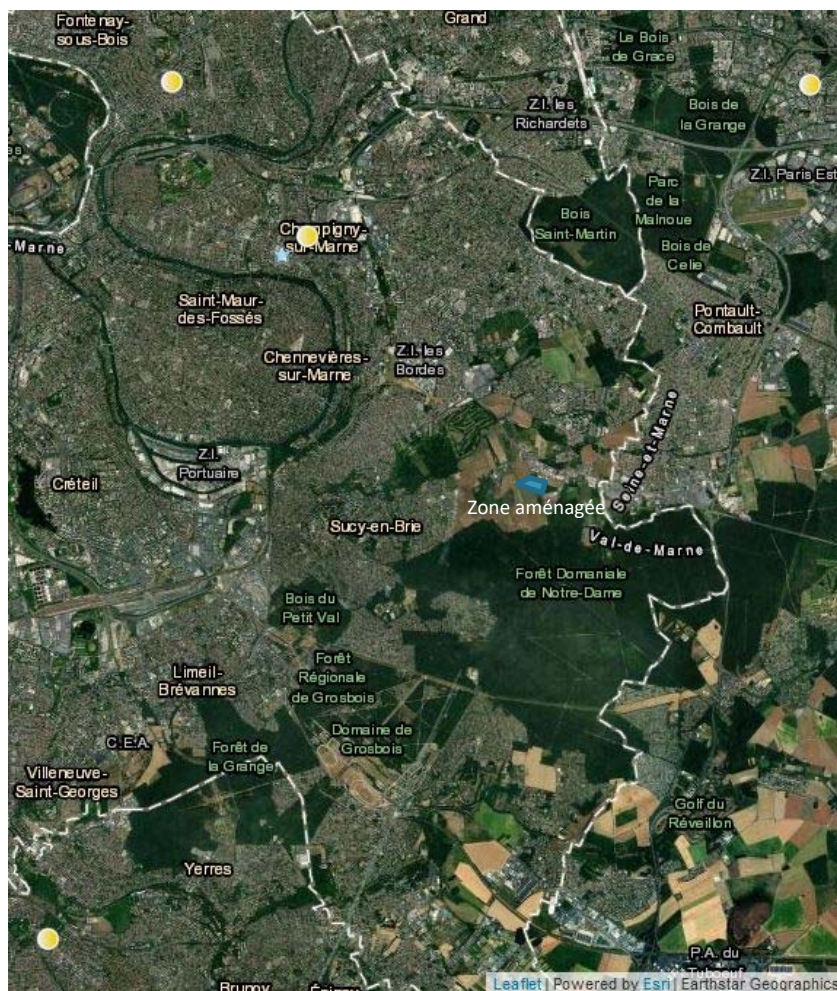 Fontenay-
sous-Bois
Grand
Le Bois
de Grace
Z.I. les
Richardets
Bois de
la Grange
es
Z.I. Paris Est
Parc
de la
Malnoue
Bois
Saint-Martin
-Marne
Champigny-
sur-Marne
Bois de
Celie
Saint-Maur-
des-Fossés
Pontault-
Combault
Z.I. les
Bordes
Chennevières-
sur-Marne
Seine-et-Marne
Z.I.
Portuaire
Créteil
Zone aménagée
Sucy-en-Brie
Val-de-Marne
Forêt Domaniale
de Notre-Dame
Bois du
Petit Val
Forêt
Régionale
de Grosbois
Limeil-
Brévannes
Domaine de
Grosbois
C.E.A.
Forêt de
la Grange
Villeneuve-
Saint-Georges
Golf du
Réveillon
Yerres
P.A. du
Tuboeuf
Brunoy
Leaflet | Powered by Esri | Earthstar Geographics